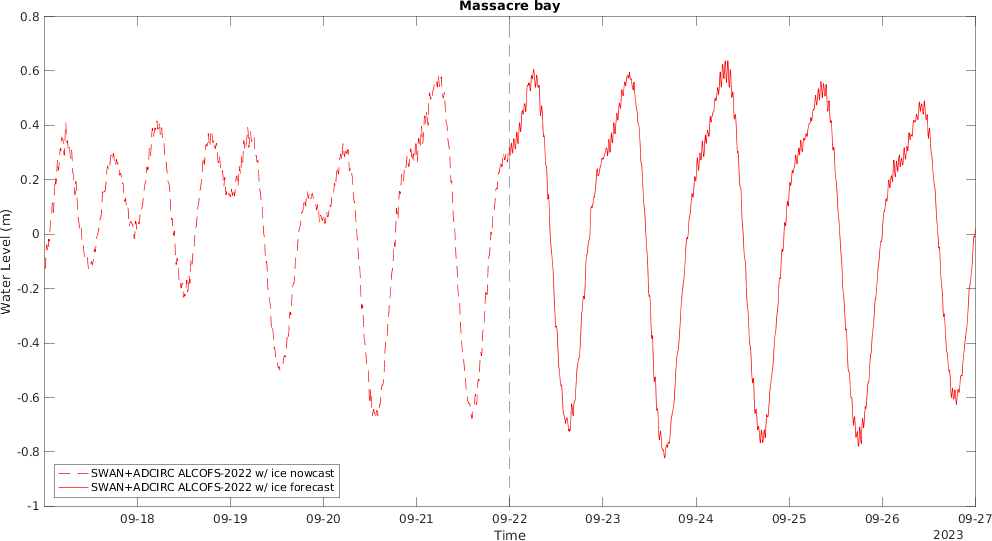 Massacre bay
0.8
0.6
0.4
0.2
0
-0.2
-0.4
-0.6
-0.8
-1
Water Level (m)
SWAN+ADCIRC ALCOFS-2022 w/ ice nowcast
SWAN+ADCIRC ALCOFS-2022 w/ ice forecast
09-18 09-19 09-20 09-21 09-22 09-23 09-24 09-25 09-26 09-27
Time
2023